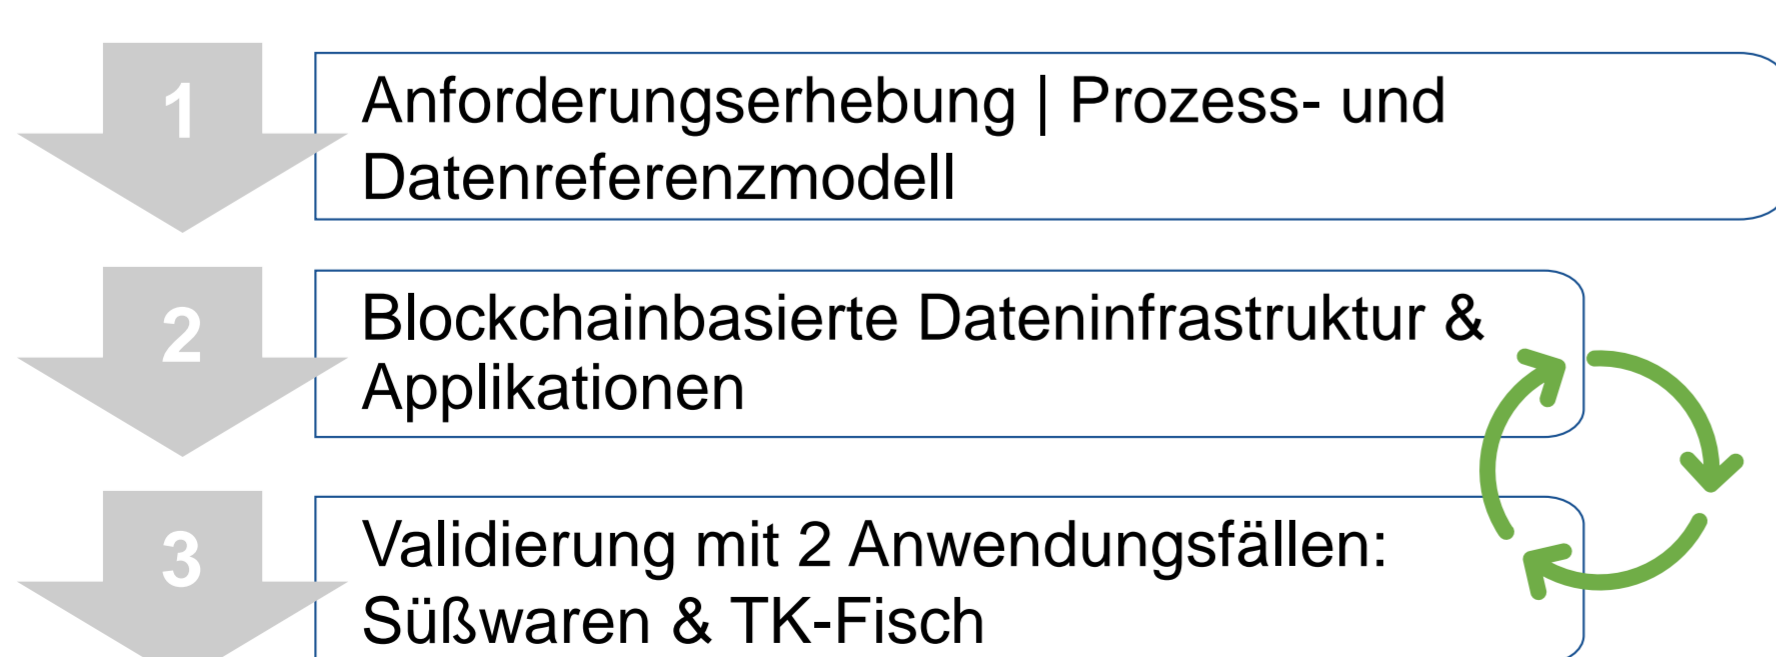 1
Anforderungserhebung | Prozess- und
Datenreferenzmodell
2
Blockchainbasierte Dateninfrastruktur &
Applikationen
3
Validierung mit 2 Anwendungsfällen:
Süßwaren & TK-Fisch